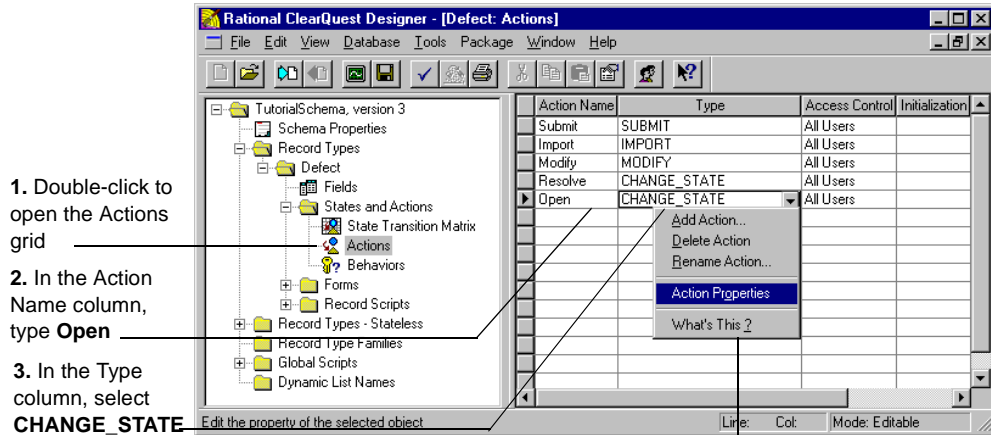 Rational ClearQuest Designer - [Defect: Actions]
File Edit View Database Tools Package Window Help
1. Double-click to
open the Actions
grid
2. In the Action
Name column,
type Open
3. In the Type
column, select
CHANGE_STATE
TutorialSchema, version 3
Schema Properties
Record Types
Defect
Fields
States and Actions
State Transition Matrix
Actions
Behaviors
Forms
Record Scripts
Record Types - Stateless
Record Type Families
Global Scripts
Dynamic List Names
Action Name Type Access Control Initialization
Submit SUBMIT All Users
Import IMPORT All Users
Modify MODIFY All Users
Resolve CHANGE_STATE All Users
Open CHANGE_STATE All Users
Add Action...
Delete Action
Rename Action...
Action Properties
What's This ?
Edit the property of the selected object Line: Col: Mode: Editable